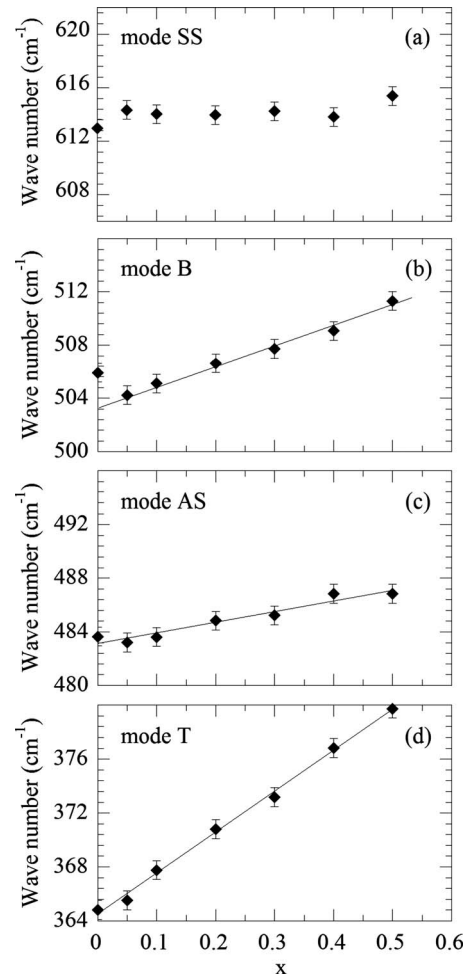 mode SS
(a)
620
616
612
608
Wave number (cm-1)
mode B
(b)
512
508
504
500
Wave number (cm-1)
mode AS
(c)
492
488
484
480
Wave number (cm-1)
mode T
(d)
376
372
368
364
Wave number (cm-1)
0 0.1 0.2 0.3 0.4 0.5 0.6
x